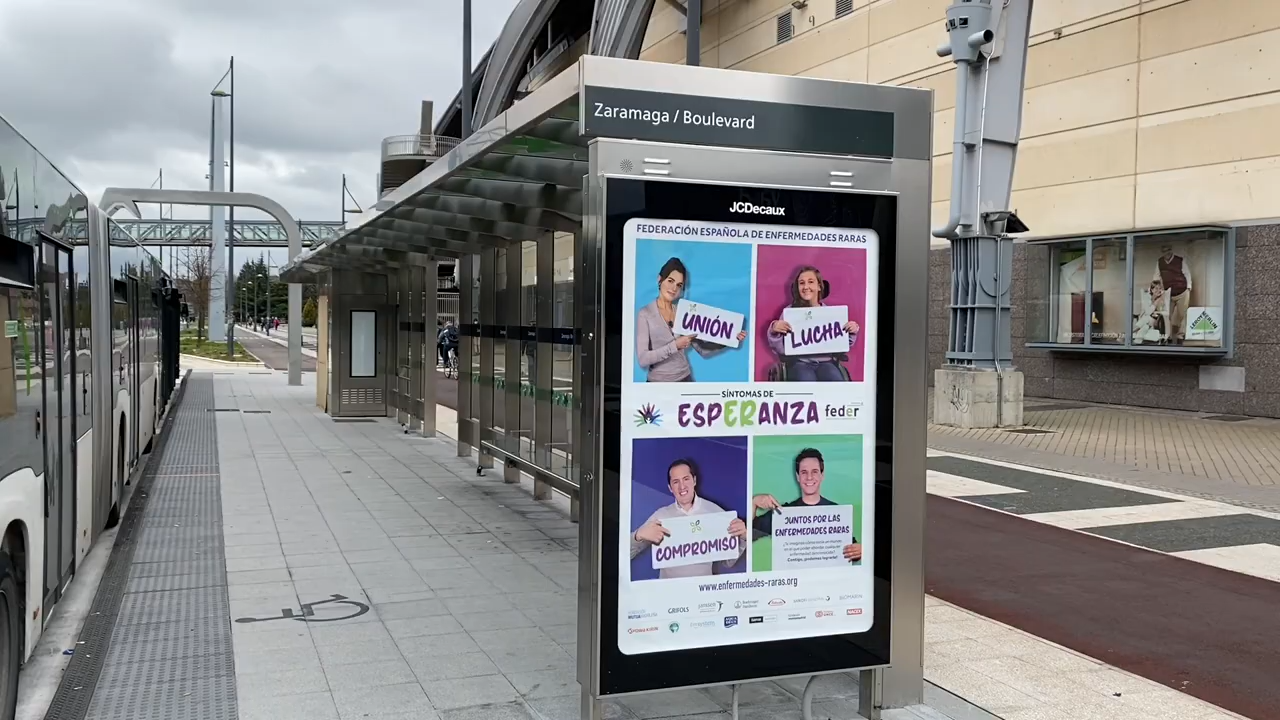 Zaramaga / Boulevard
JCDecaux
FEDERACIÓN ESPAÑOLA DE ENFERMEDADES RARAS
UNIÓN
LUCHA
SÍNTOMAS DE
ESPERANZA
feder
COMPROMISO
JUNTOS POR LAS
ENFERMEDADES RARAS
www.enfermedades-raras.org
GRIFOLS